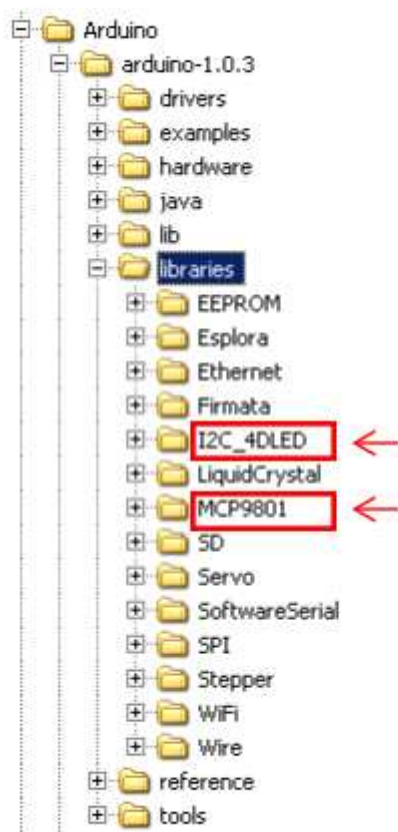 Arduino
arduino-1.0.3
drivers
examples
hardware
java
lib
libraries
EEPROM
Esplora
Ethernet
Firmata
I2C_4DLED
LiquidCrystal
MCP9801
SD
Servo
SoftwareSerial
SPI
Stepper
WiFi
Wire
reference
tools